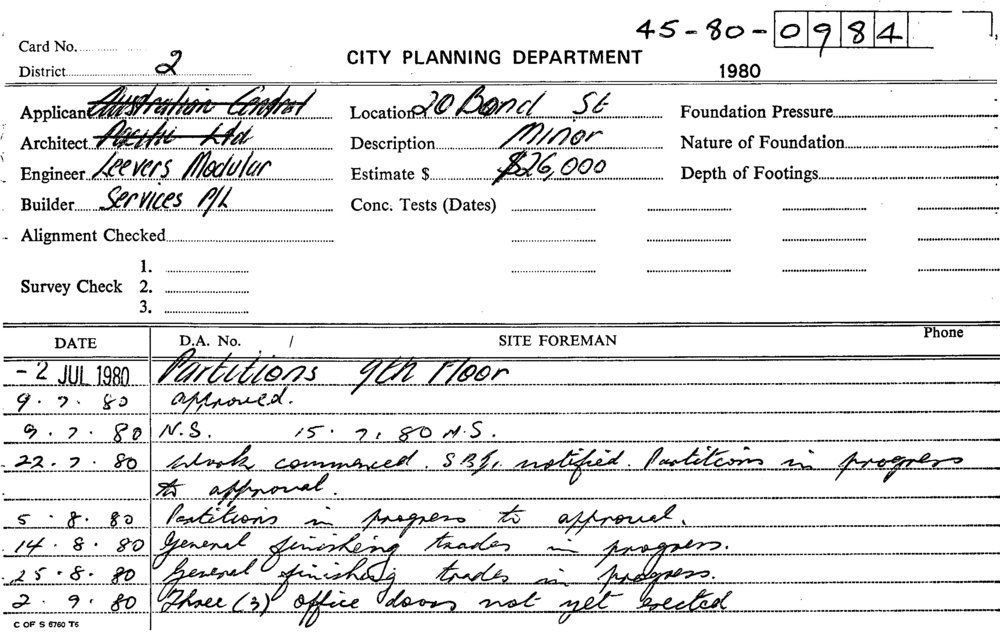 45-80-0984
Card No.
District 2
CITY PLANNING DEPARTMENT
1980
Applicant Australian Central
Location 20 Bond St
Foundation Pressure
Architect Pacific Ltd
Description Minor
Nature of Foundation
Engineer Leevers Modular
Estimate $ $26,000
Depth of Footings
Builder Services P/L
Conc. Tests (Dates)
Alignment Checked
1.
Survey Check 2.
3.
DATE D.A. No. / SITE FOREMAN Phone
-2 JUL 1980 Partitions 9th Floor
9.7.80 approved.
9.7.80 N.S. 15.7.80 N.S.
22.7.80 Work commenced. S.B.I. notified. Partitions in progress
to approval.
5.8.80 Partitions in progress to approval.
14.8.80 General finishing trades in progress.
25.8.80 General finishing trades in progress.
2.9.80 Three (3) office doors not yet erected
C OF S 6760 T6